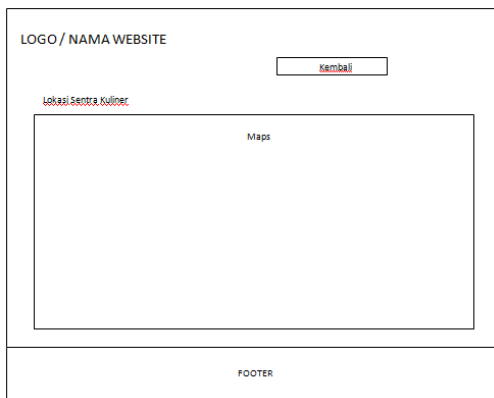 LOGO / NAMA WEBSITE
Kembali
Lokasi Sentra Kuliner
Maps
FOOTER